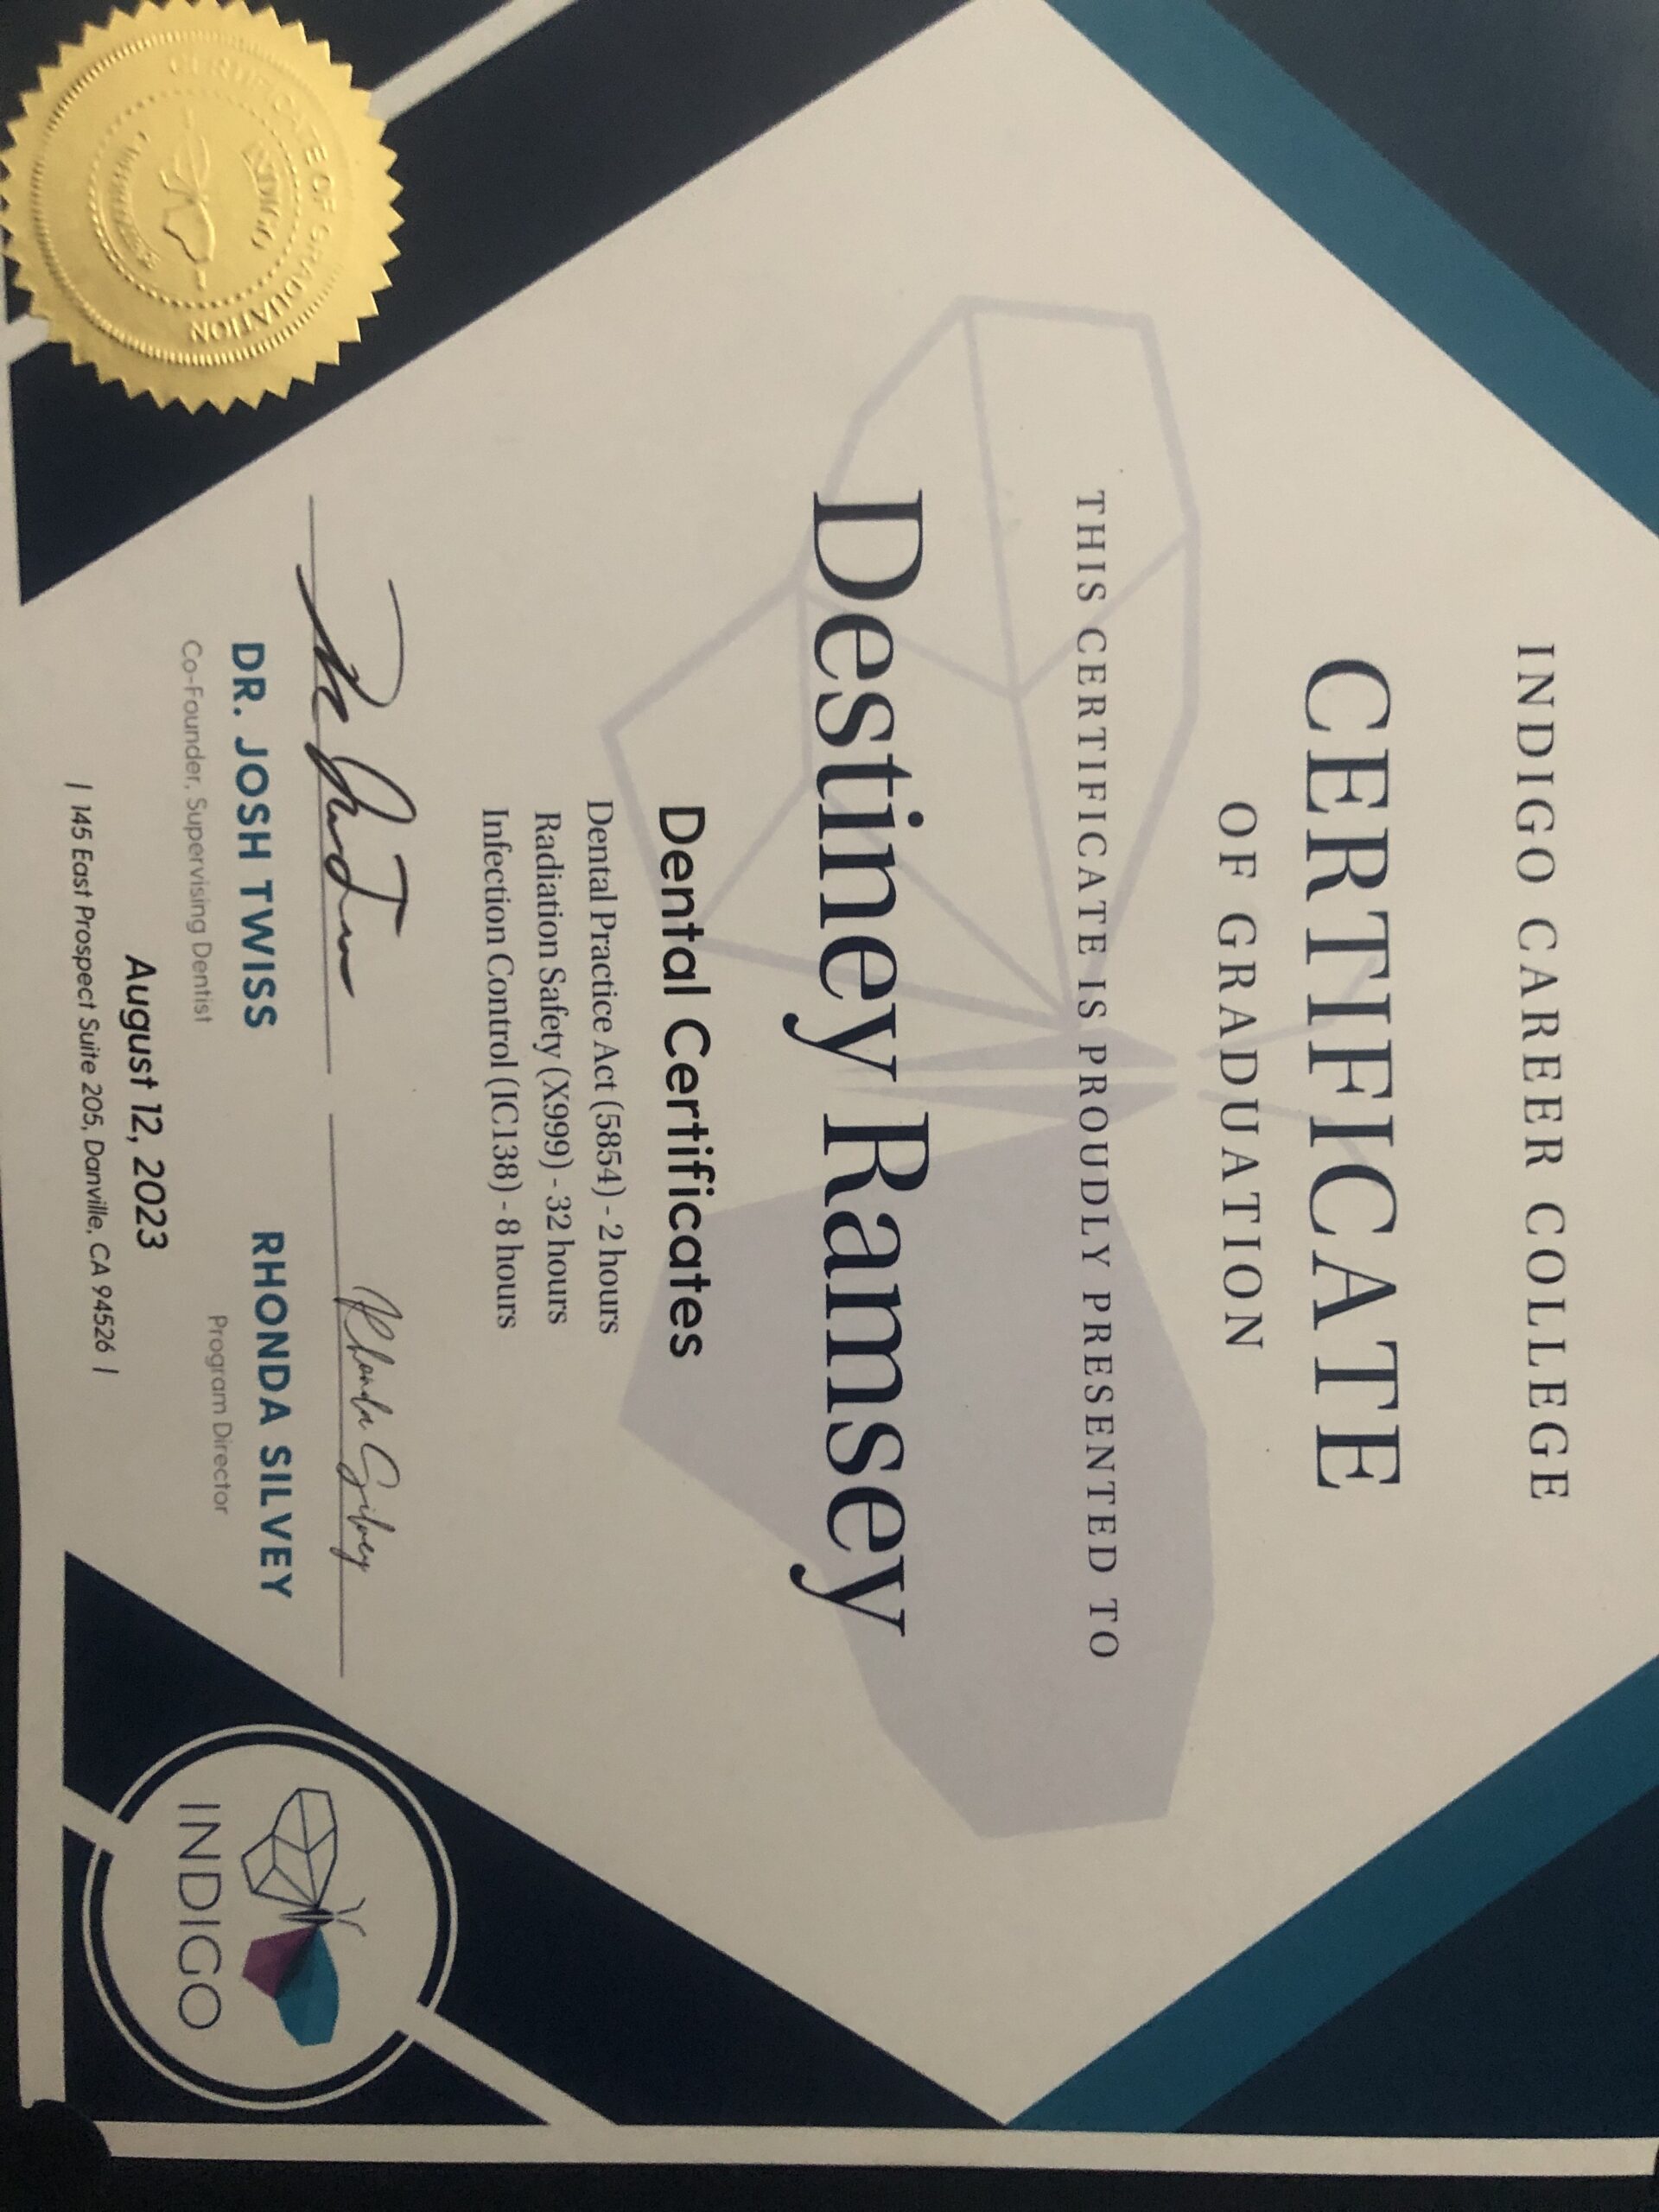 INDIGO CAREER COLLEGE
CERTIFICATE
OF GRADUATION
THIS CERTIFICATE IS PROUDLY PRESENTED TO
Destiney Ramsey
Dental Certificates
Dental Practice Act (5854) - 2 hours
Radiation Safety (X999) - 32 hours
Infection Control (IC138) - 8 hours
DR. JOSH TWISS
Co-Founder, Supervising Dentist
Rhonda Silvey
RHONDA SILVEY
Program Director
August 12, 2023
| 145 East Prospect Suite 205, Danville, CA 94526 |
CERTIFICATE OF GRADUATION
INDIGO
INDIGO